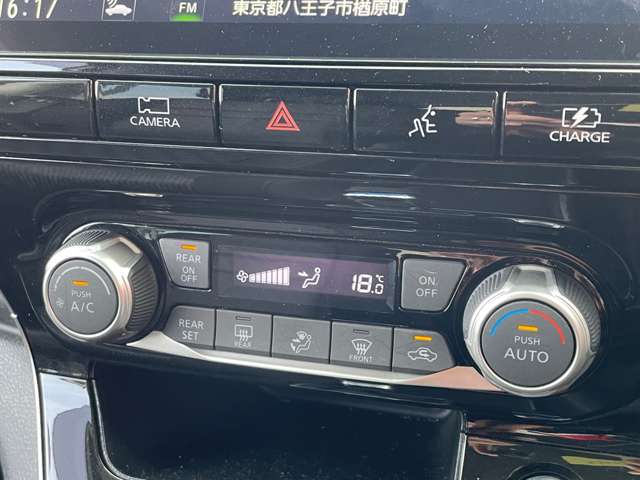 16:17 FM 東京都八王子市楢原町
CAMERA
CHARGE
PUSH
A/C
REAR
ON
OFF
18.0
°C
ON
OFF
PUSH
AUTO
REAR
SET
REAR
FRONT